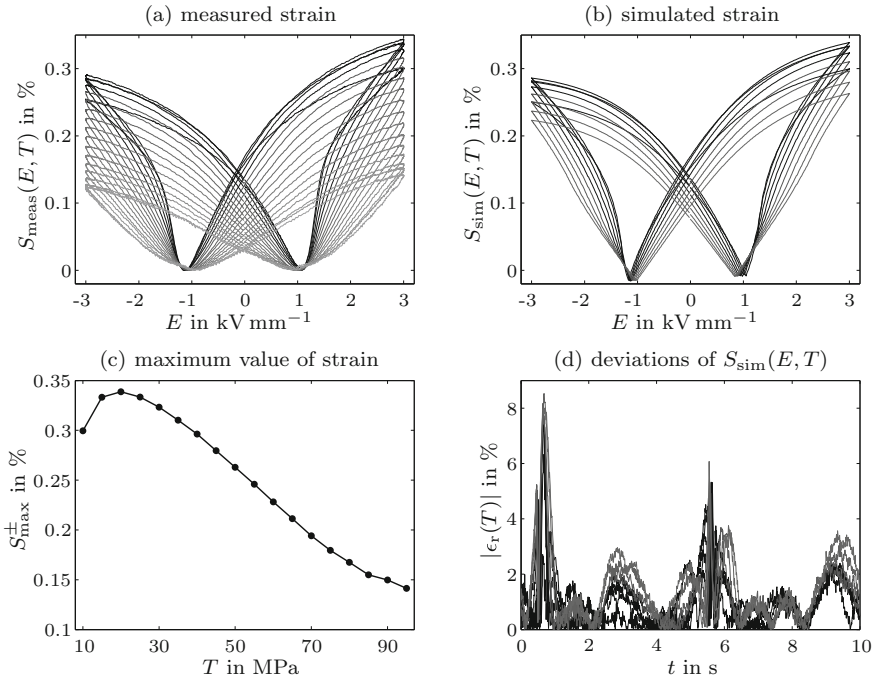 (a) measured strain
S_meas(E, T) in %
0.3
0.2
0.1
0
-3 -2 -1 0 1 2 3
E in kV mm⁻¹
(b) simulated strain
S_sim(E, T) in %
0.3
0.2
0.1
0
-3 -2 -1 0 1 2 3
E in kV mm⁻¹
(c) maximum value of strain
S±_max in %
0.35
0.3
0.25
0.2
0.15
0.1
10 30 50 70 90
T in MPa
(d) deviations of S_sim(E, T)
|ϵ_r(T)| in %
8
6
4
2
0
0 2 4 6 8 10
t in s